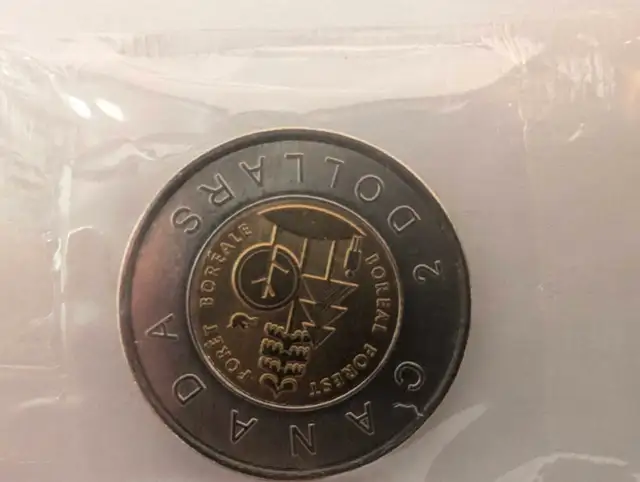 CANADA
2 DOLLARS
FORÊT BORÉALE
BOREAL FOREST